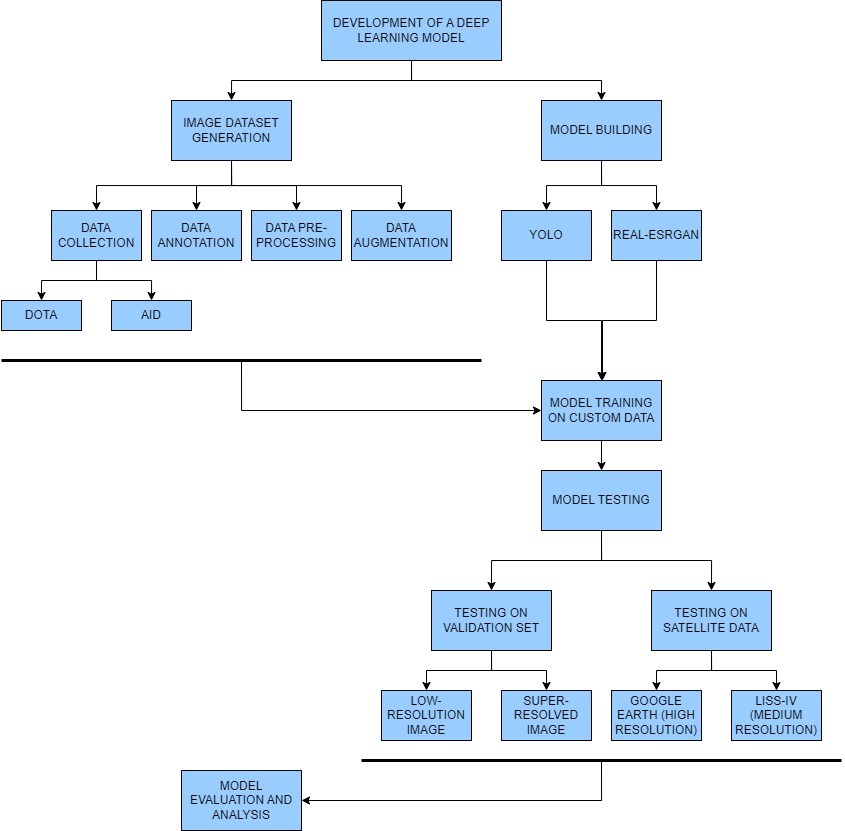 DEVELOPMENT OF A DEEP
LEARNING MODEL
IMAGE DATASET
GENERATION
MODEL BUILDING
DATA
COLLECTION
DATA
ANNOTATION
DATA PRE-
PROCESSING
DATA
AUGMENTATION
YOLO
REAL-ESRGAN
DOTA
AID
MODEL TRAINING
ON CUSTOM DATA
MODEL TESTING
TESTING ON
VALIDATION SET
TESTING ON
SATELLITE DATA
LOW-
RESOLUTION
IMAGE
SUPER-
RESOLVED
IMAGE
GOOGLE
EARTH (HIGH
RESOLUTION)
LISS-IV
(MEDIUM
RESOLUTION)
MODEL
EVALUATION AND
ANALYSIS